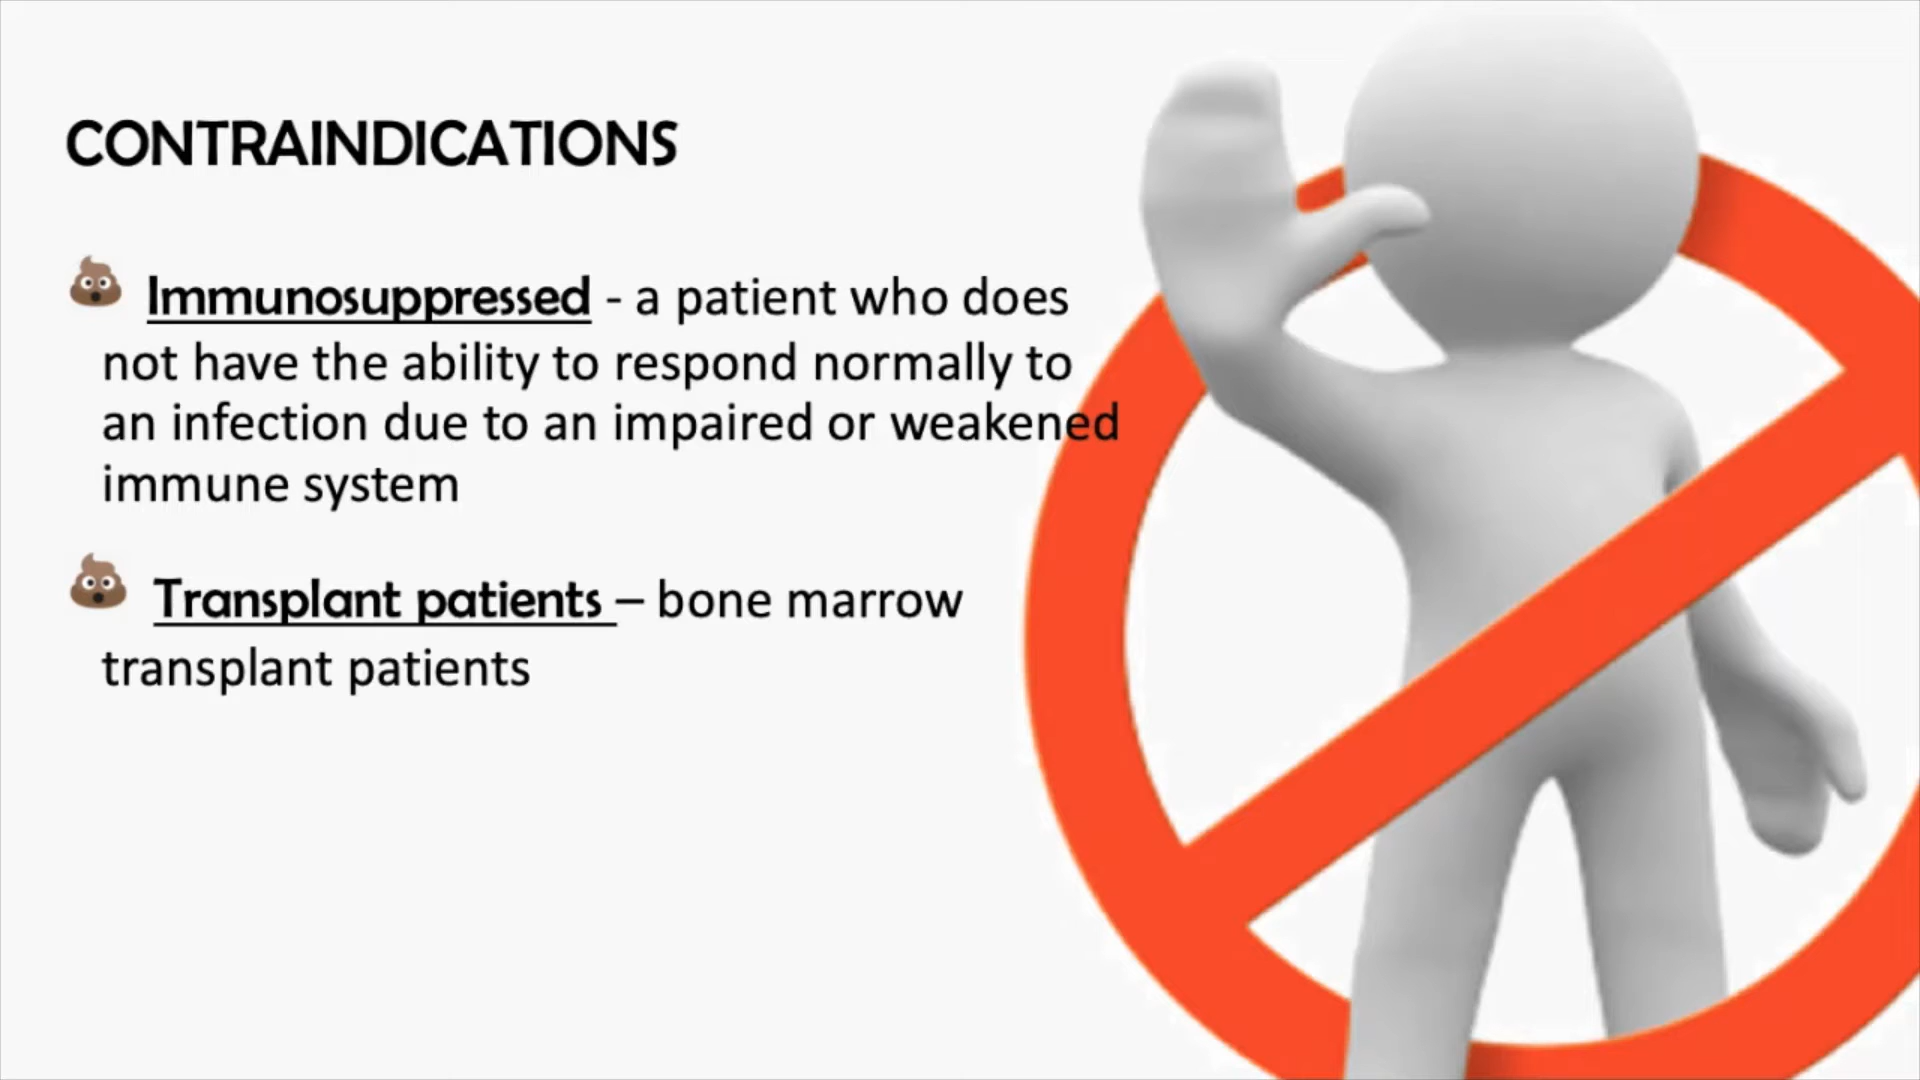 CONTRAINDICATIONS
Immunosuppressed - a patient who does
not have the ability to respond normally to
an infection due to an impaired or weakened
immune system
Transplant patients – bone marrow
transplant patients